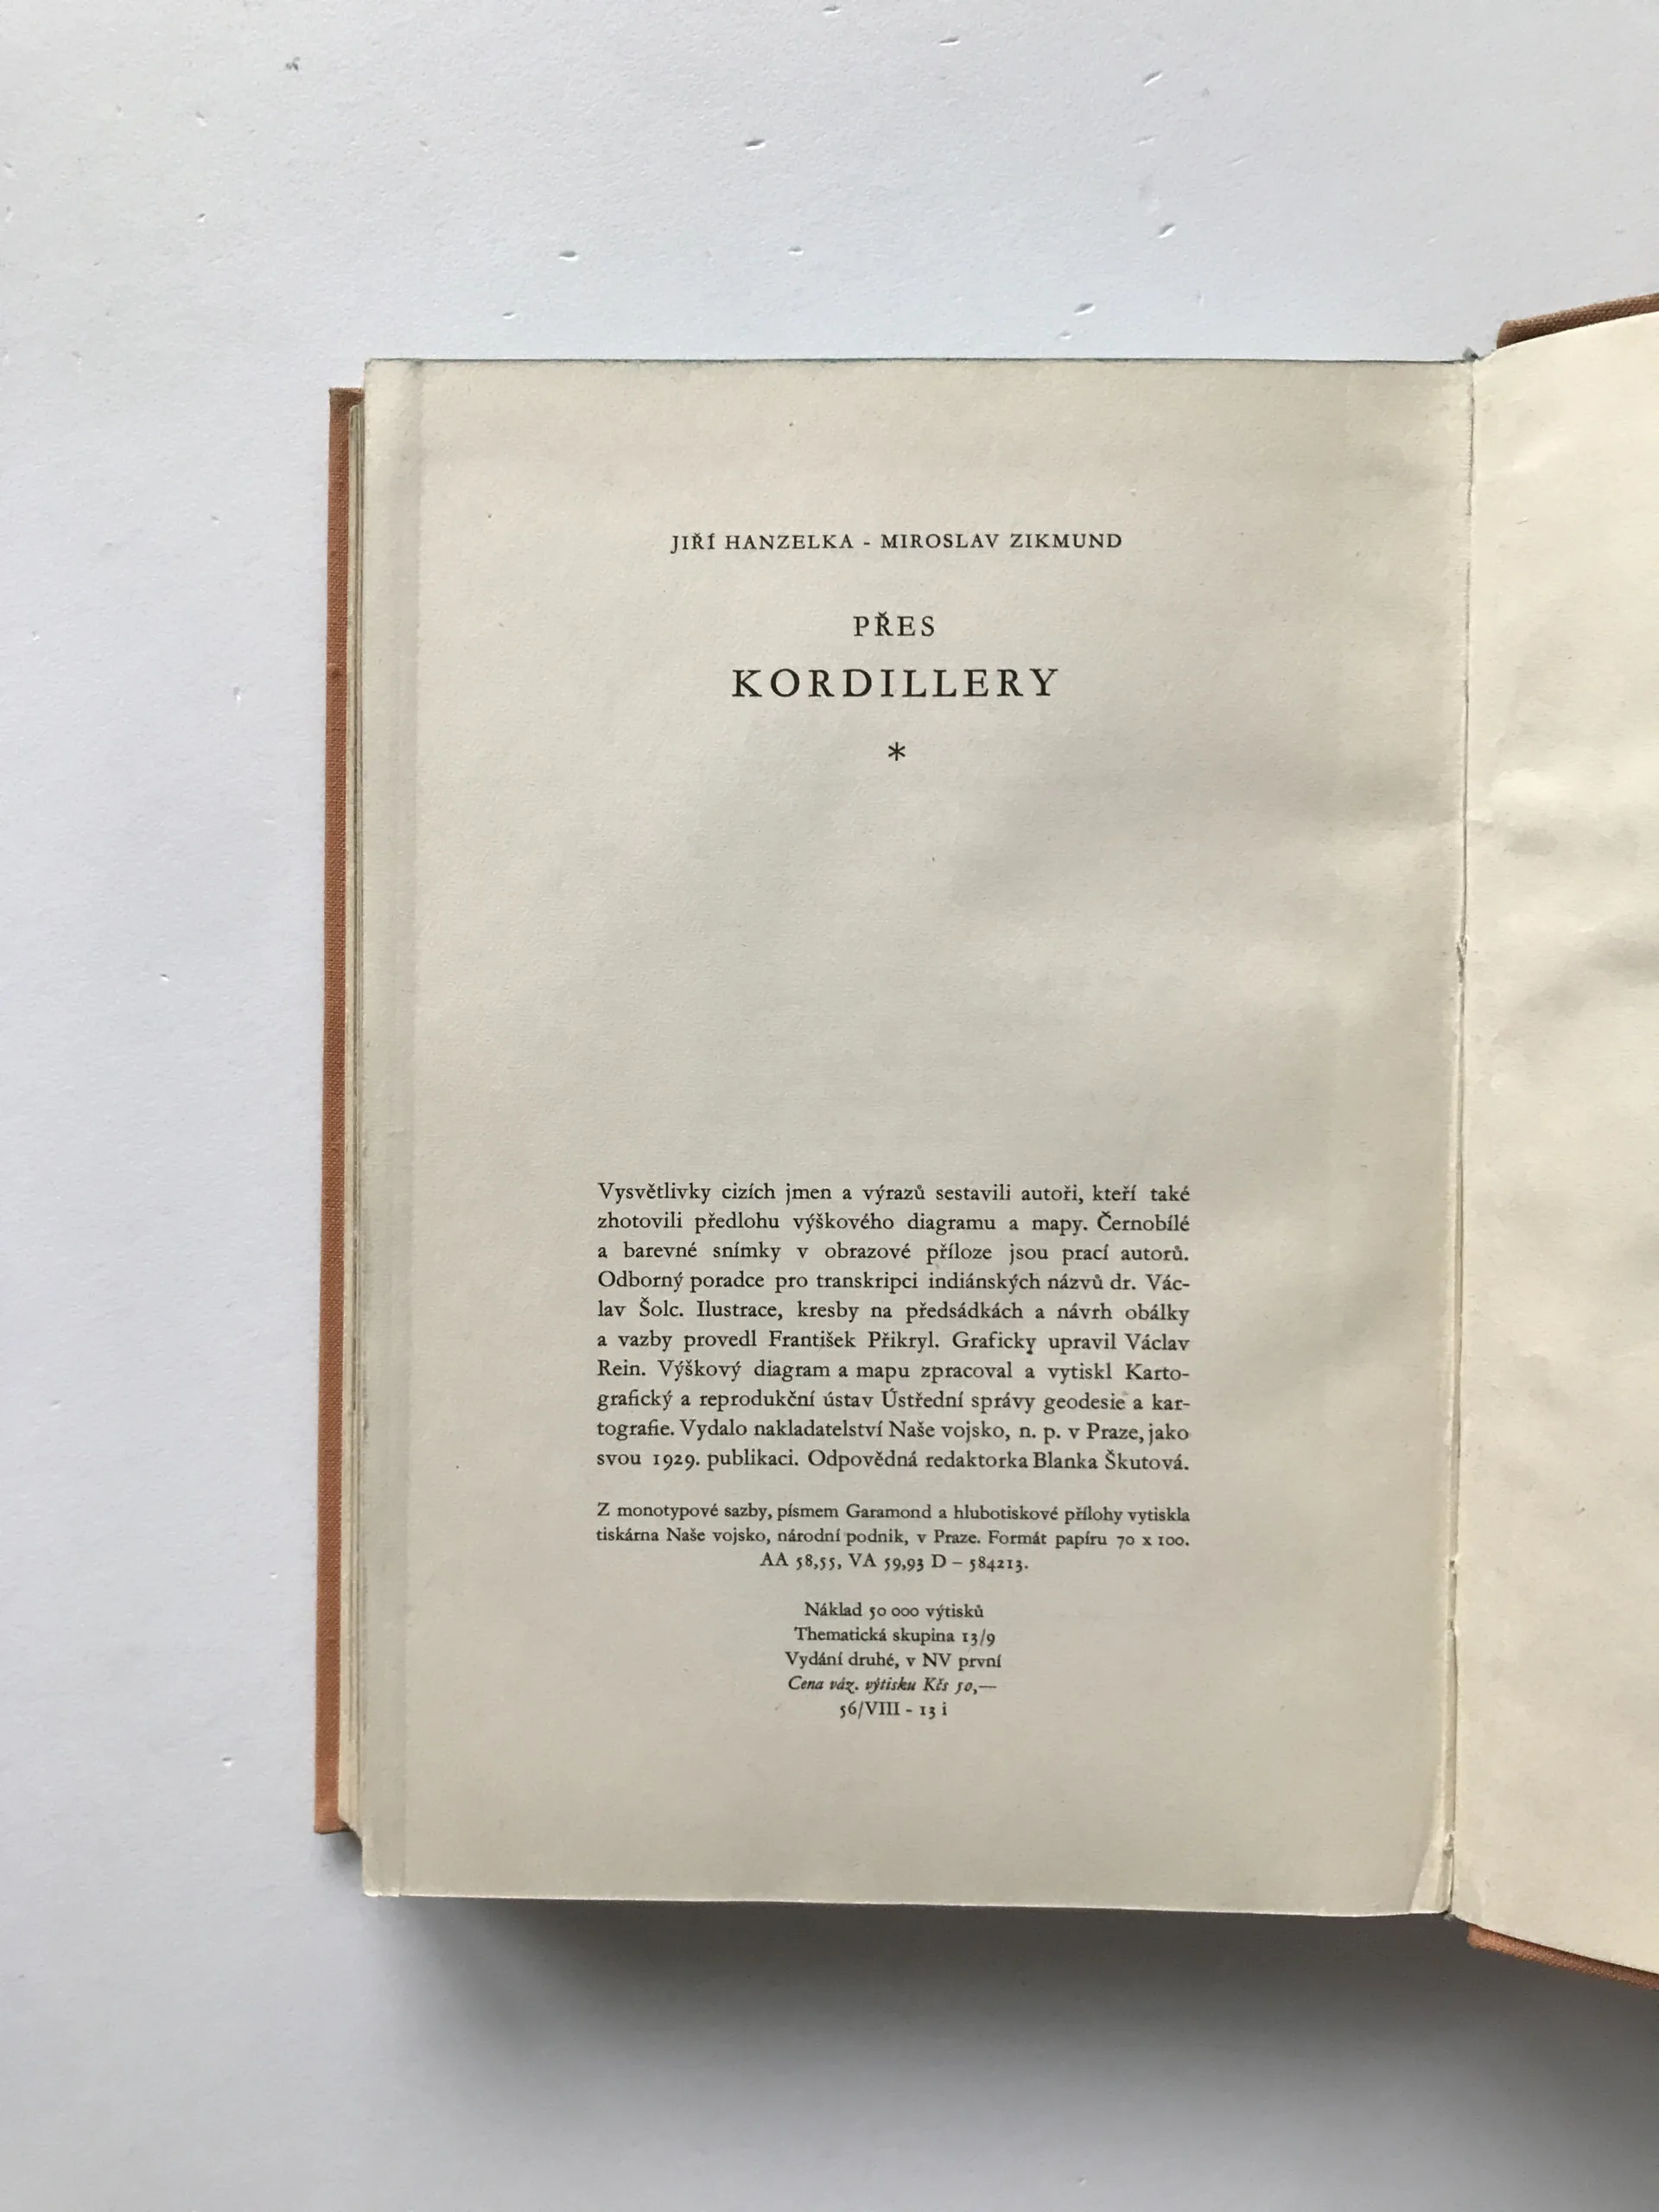 JIŘÍ HANZELKA - MIROSLAV ZIKMUND
PŘES
KORDILLERY
*
Vysvětlivky cizích jmen a výrazů sestavili autoři, kteří také
zhotovili předlohu výškového diagramu a mapy. Černobílé
a barevné snímky v obrazové příloze jsou prací autorů.
Odborný poradce pro transkripci indiánských názvů dr. Vác-
lav Šolc. Ilustrace, kresby na předsádkách a návrh obálky
a vazby provedl František Přikryl. Graficky upravil Václav
Rein. Výškový diagram a mapu zpracoval a vytiskl Karto-
grafický a reprodukční ústav Ústřední správy geodesie a kar-
tografie. Vydalo nakladatelství Naše vojsko, n. p. v Praze, jako
svou 1929. publikaci. Odpovědná redaktorka Blanka Škutová.
Z monotypové sazby, písmem Garamond a hlubotiskové přílohy vytiskla
tiskárna Naše vojsko, národní podnik, v Praze. Formát papíru 70 x 100.
AA 58,55, VA 59,93 D – 584213.
Náklad 50 000 výtisků
Thematická skupina 13/9
Vydání druhé, v NV první
Cena váz. výtisku Kčs 50,—
56/VIII - 13 i